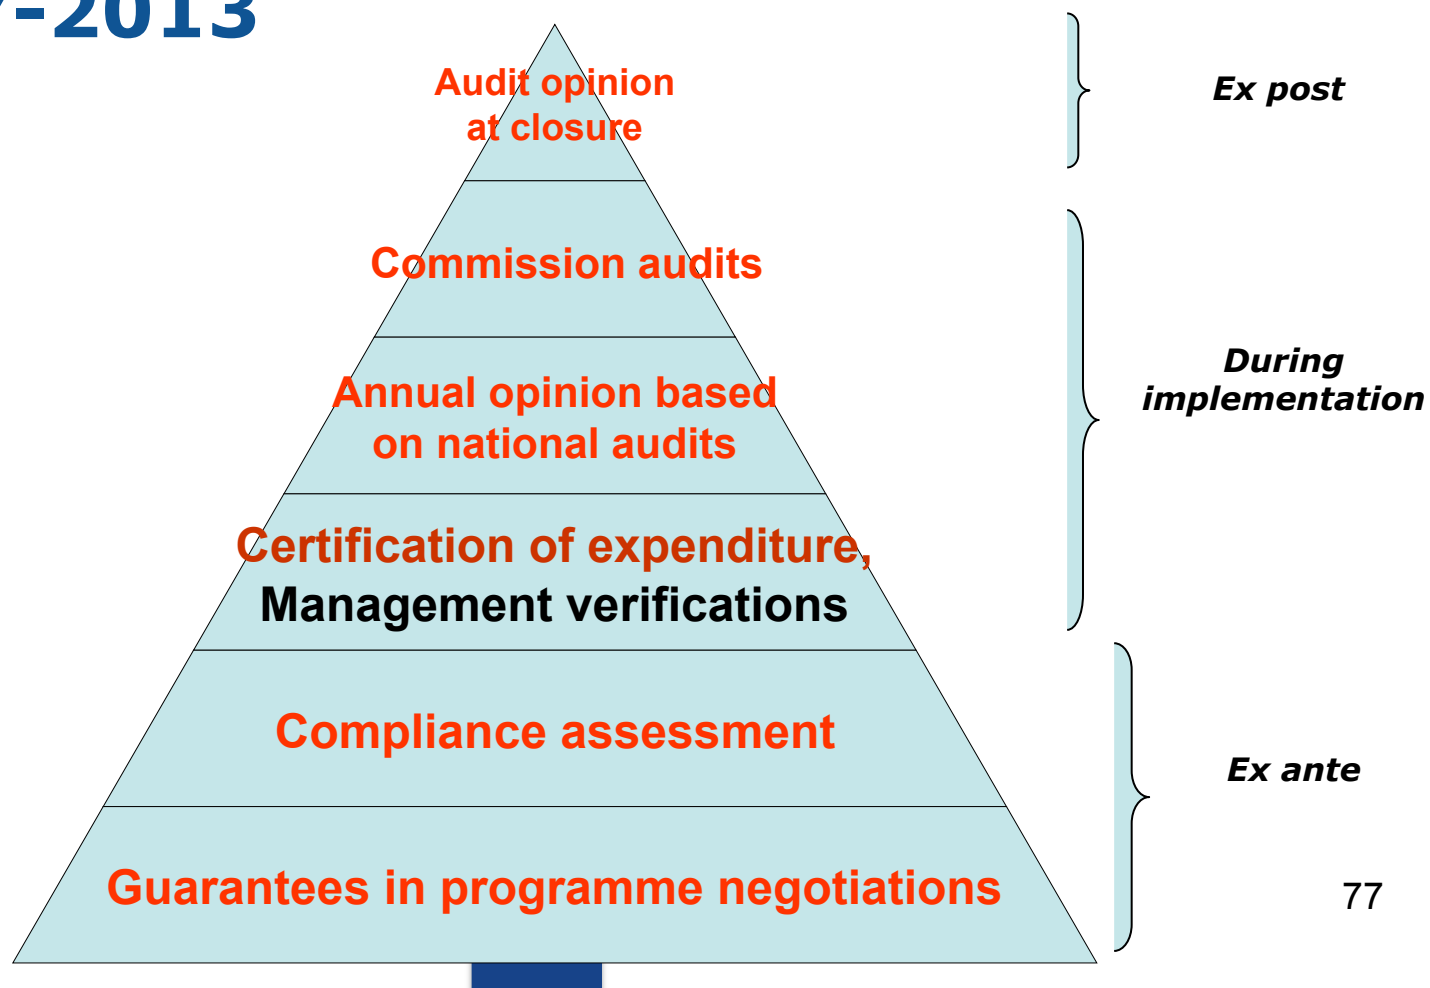 -2013
Audit opinion
at closure
Ex post
Commission audits
During
implementation
Annual opinion based
on national audits
Certification of expenditure,
Management verifications
Compliance assessment
Ex ante
Guarantees in programme negotiations
77